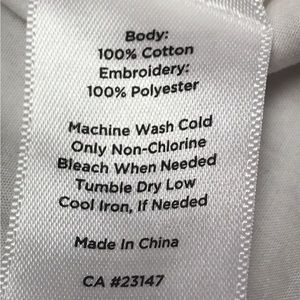 Body:
100% Cotton
Embroidery:
100% Polyester
Machine Wash Cold
Only Non-Chlorine
Bleach When Needed
Tumble Dry Low
Cool Iron, If Needed
Made In China
CA #23147